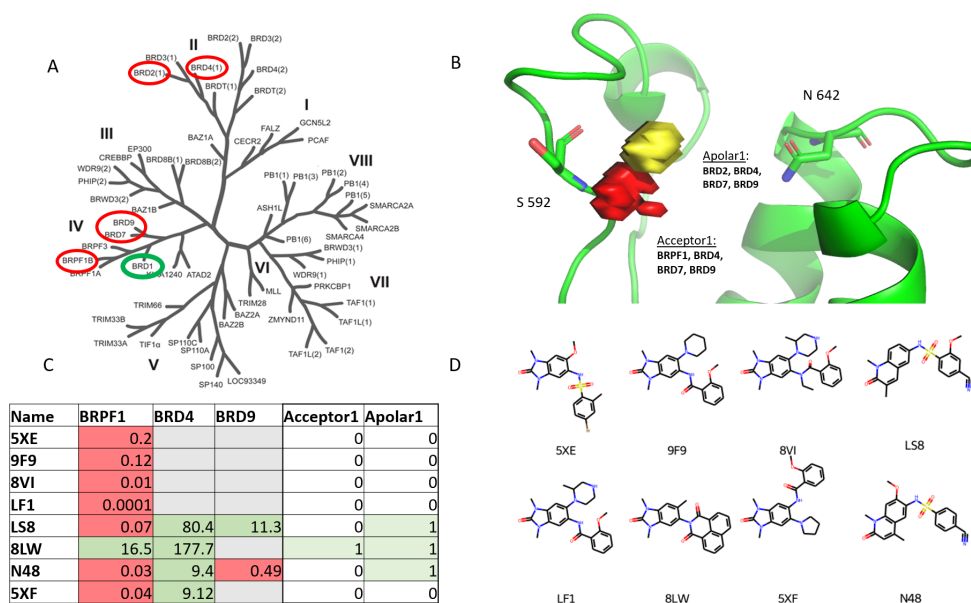 A
II
BRD2(2)
BRD3(2)
BRD3(1)
BRD2(1)
BRD4(1)
BRD4(2)
BRDT(1)
BRDT(2)
I
GCN5L2
FALZ
PCAF
CECR2
BAZ1A
III
EP300
CREBBP
BRD8B(1)
BRD8B(2)
WDR9(2)
PHIP(2)
BRWD3(2)
BAZ1B
VIII
PB1(1)
PB1(3)
PB1(2)
PB1(4)
PB1(5)
SMARCA2A
ASH1L
SMARCA2B
SMARCA4
PB1(6)
BRWD3(1)
PHIP(1)
WDR9(1)
IV
BRD9
BRD7
BRPF3
BRPF1B
BRPF1A
BRD1
ATAD2
VI
VII
MLL
PRKCBP1
TRIM28
TAF1(1)
BAZ2A
ZMYND11
TAF1L(1)
BAZ2B
TAF1(2)
TAF1L(2)
TRIM66
TRIM33B
TRIM33A
TIF1α
SP110C
SP110A
V
SP100
SP140
LOC93349
B
N 642
Apolar1:
BRD2, BRD4,
BRD7, BRD9
S 592
Acceptor1:
BRPF1, BRD4,
BRD7, BRD9
C
Name BRPF1 BRD4 BRD9 Acceptor1 Apolar1
5XE 0.2 0 0
9F9 0.12 0 0
8VI 0.01 0 0
LF1 0.0001 0 0
LS8 0.07 80.4 11.3 0 1
8LW 16.5 177.7 1 1
N48 0.03 9.4 0.49 0 1
5XF 0.04 9.12 0 0
D
5XE
9F9
8VI
LS8
LF1
8LW
5XF
N48